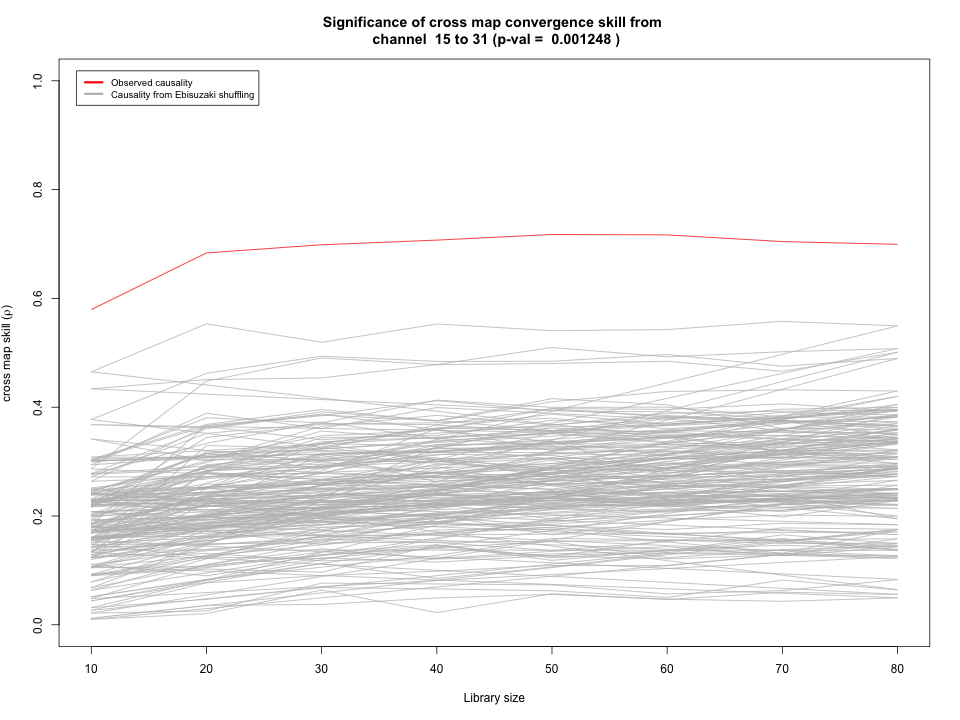 Significance of cross map convergence skill from
channel  15 to 31 (p-val =  0.001248 )
Observed causality
Causality from Ebisuzaki shuffling
cross map skill (ρ)
1.0
0.8
0.6
0.4
0.2
0.0
10 20 30 40 50 60 70 80
Library size